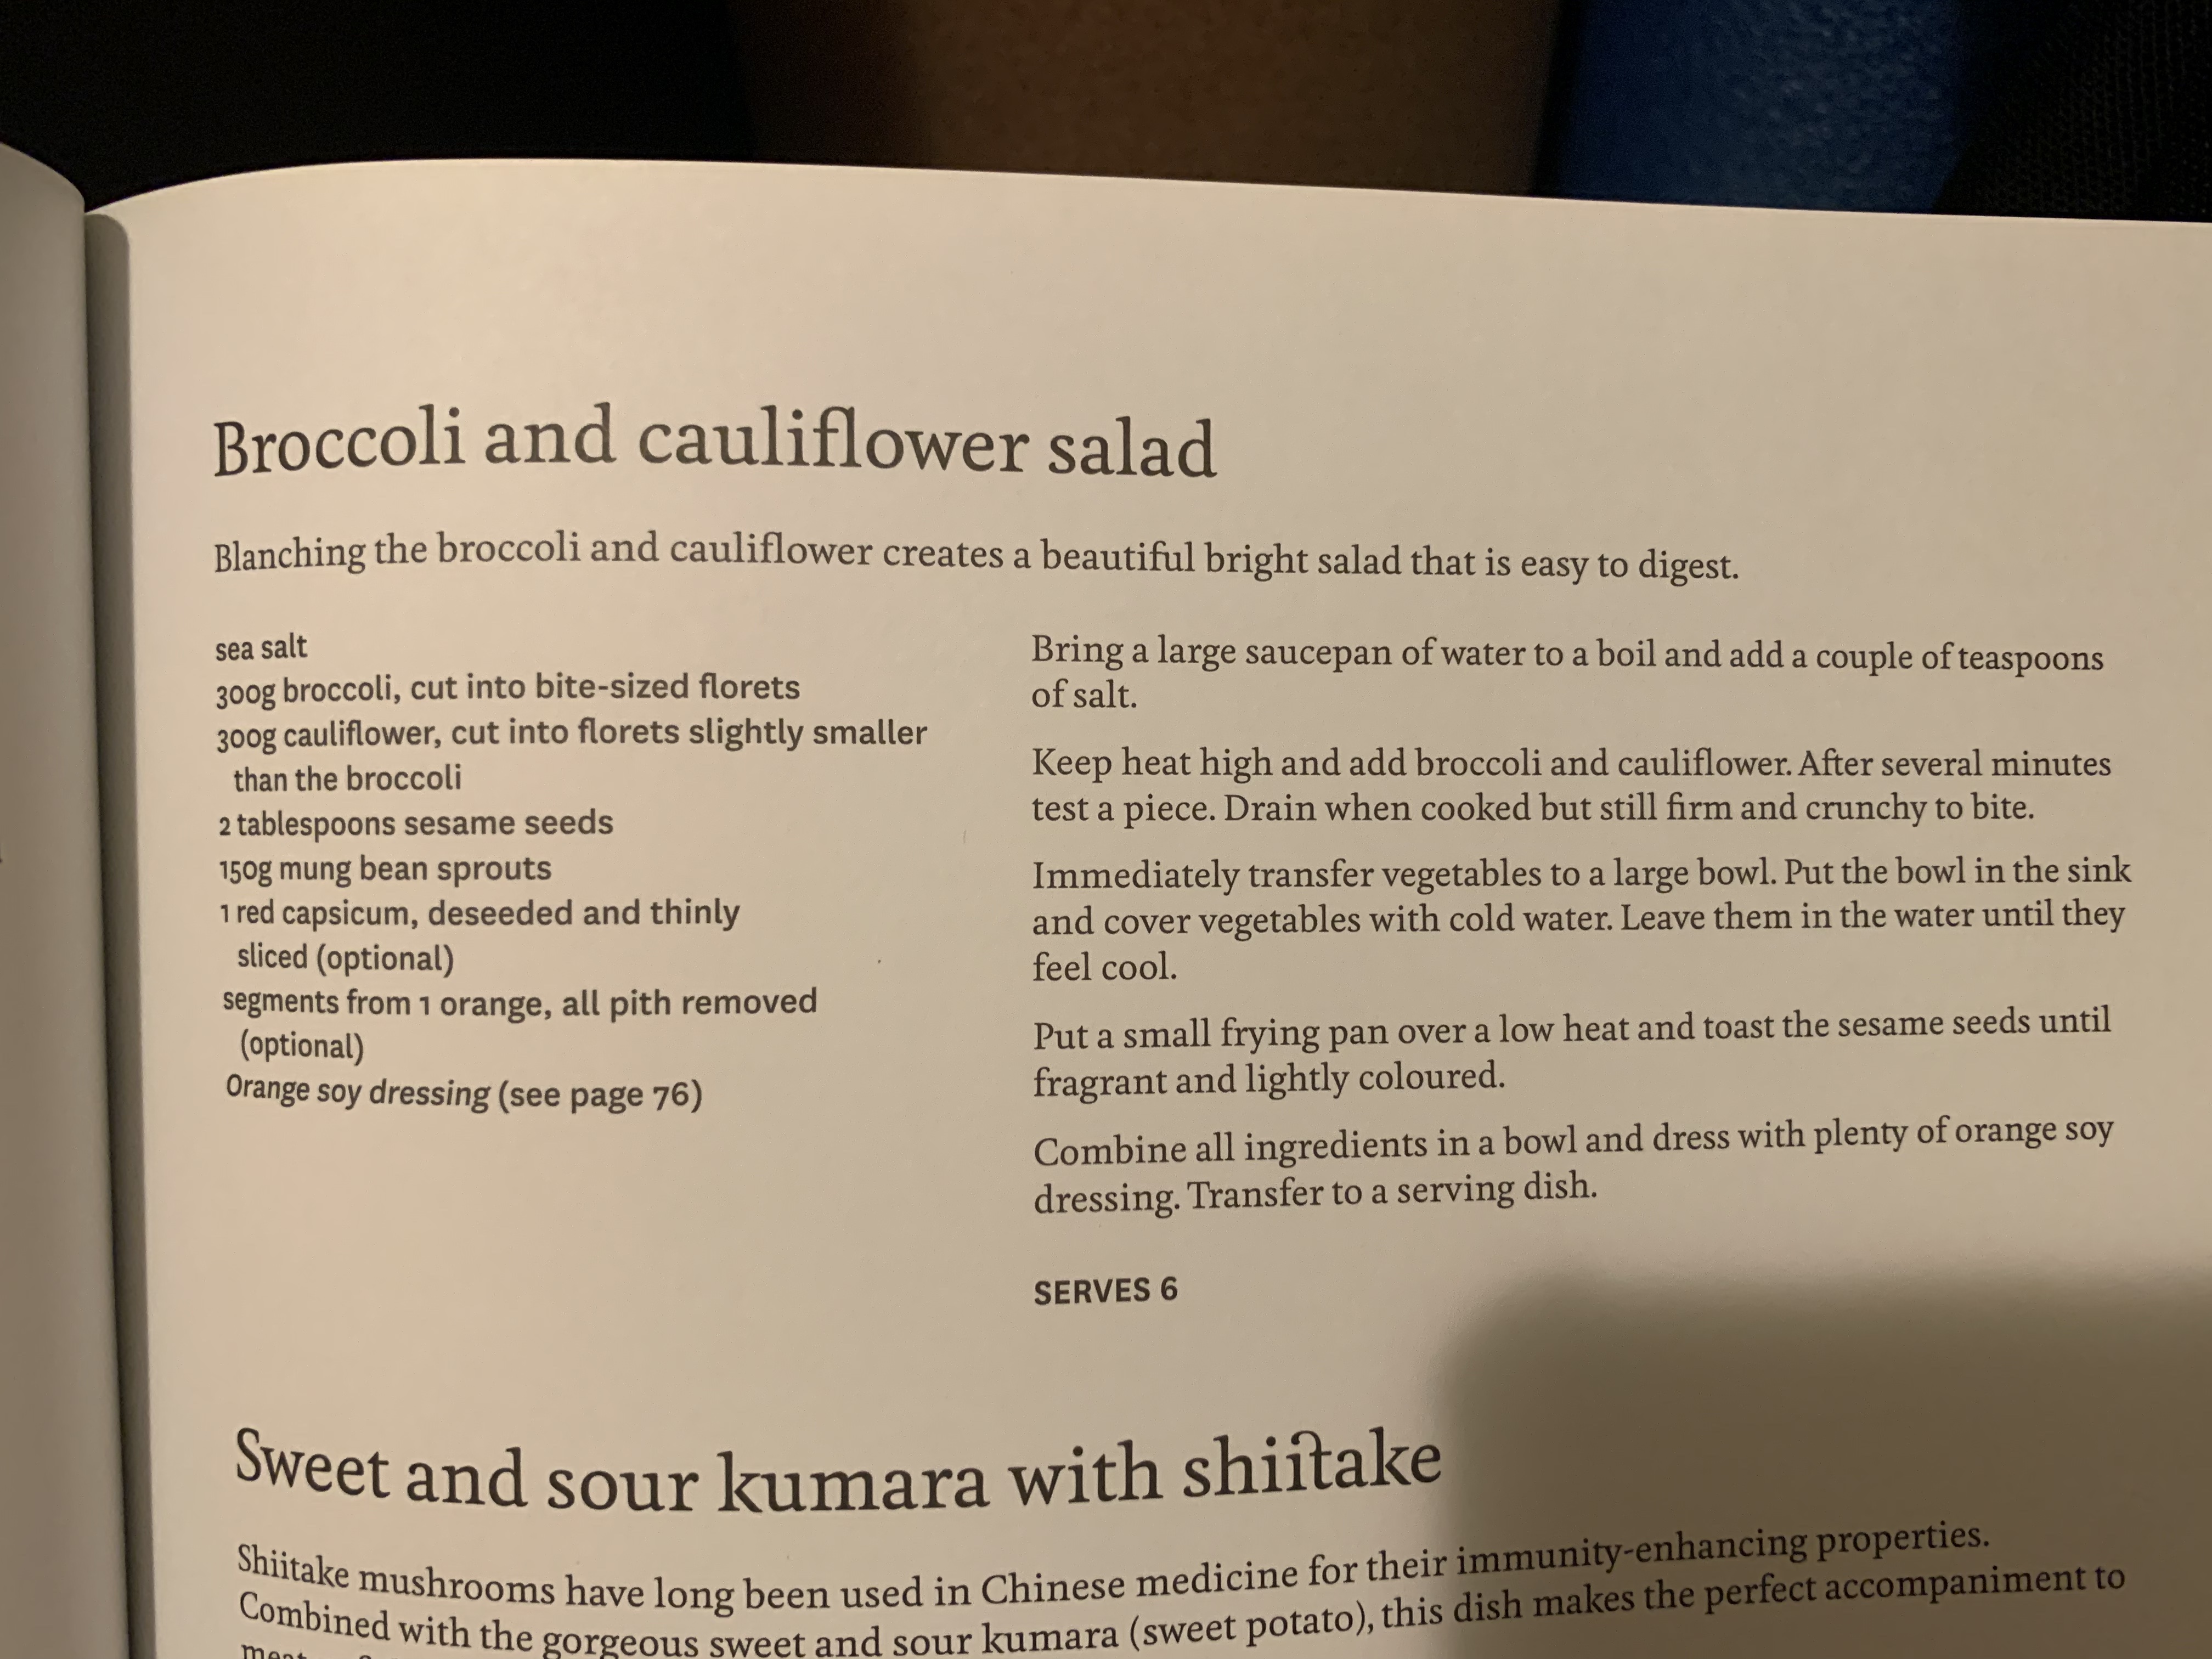 Broccoli and cauliflower salad
Blanching the broccoli and cauliflower creates a beautiful bright salad that is easy to digest.
sea salt
300g broccoli, cut into bite-sized florets
300g cauliflower, cut into florets slightly smaller
than the broccoli
2 tablespoons sesame seeds
150g mung bean sprouts
1 red capsicum, deseeded and thinly
sliced (optional)
segments from 1 orange, all pith removed
(optional)
Orange soy dressing (see page 76)
Bring a large saucepan of water to a boil and add a couple of teaspoons
of salt.
Keep heat high and add broccoli and cauliflower. After several minutes
test a piece. Drain when cooked but still firm and crunchy to bite.
Immediately transfer vegetables to a large bowl. Put the bowl in the sink
and cover vegetables with cold water. Leave them in the water until they
feel cool.
Put a small frying pan over a low heat and toast the sesame seeds until
fragrant and lightly coloured.
Combine all ingredients in a bowl and dress with plenty of orange soy
dressing. Transfer to a serving dish.
SERVES 6
Sweet and sour kumara with shiitake
Shiitake mushrooms have long been used in Chinese medicine for their immunity-enhancing properties.
Combined with the gorgeous sweet and sour kumara (sweet potato), this dish makes the perfect accompaniment to